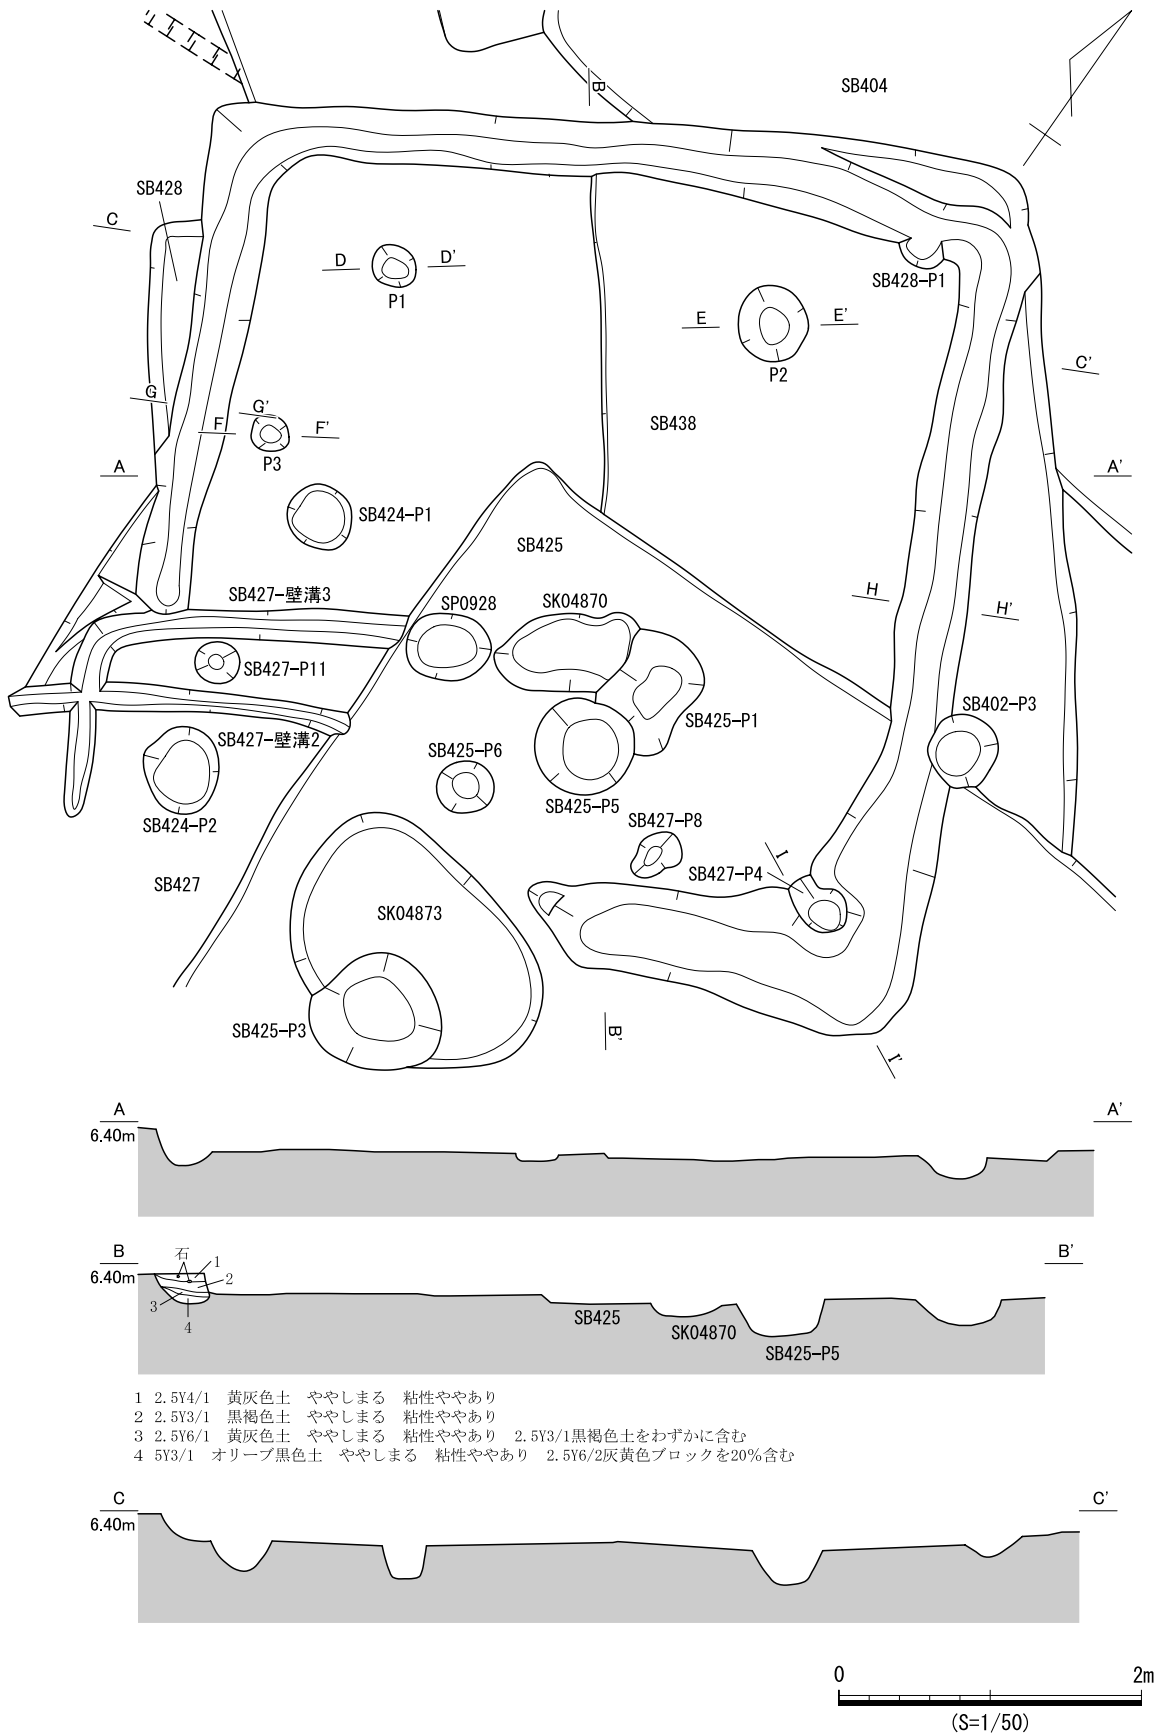 B
SB404
SB428
C
D
D'
P1
SB428-P1
E
E'
P2
C'
G
G'
F
F'
P3
SB438
A
A'
SB424-P1
SB425
SB427-壁溝3
SP0928
SK04870
H
H'
SB427-P11
SB425-P1
SB402-P3
SB427-壁溝2
SB425-P6
SB425-P5
SB424-P2
SB427-P8
I
SB427-P4
SB427
SK04873
SB425-P3
B'
I'
A
A'
6.40m
B
B'
6.40m
石
1
2
3
4
SB425
SK04870
SB425-P5
1 2.5Y4/1 黄灰色土 ややしまる 粘性ややあり
2 2.5Y3/1 黒褐色土 ややしまる 粘性ややあり
3 2.5Y6/1 黄灰色土 ややしまる 粘性ややあり 2.5Y3/1黒褐色土をわずかに含む
4 5Y3/1 オリーブ黒色土 ややしまる 粘性ややあり 2.5Y6/2灰黄色ブロックを20%含む
C
C'
6.40m
0
2m
(S=1/50)